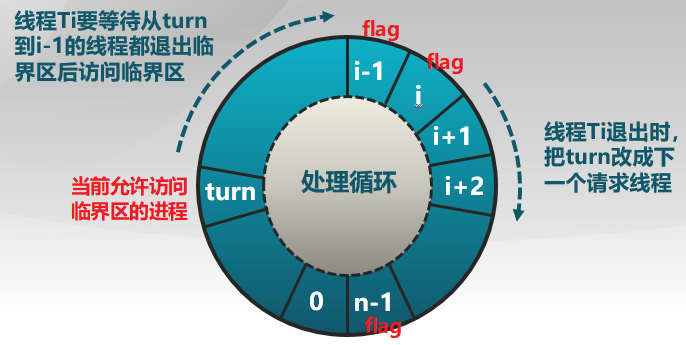 线程Ti要等待从turn
到i-1的线程都退出临
界区后访问临界区
flag
flag
i-1
i
i+1
i+2
线程Ti退出时，
把turn改成下
一个请求线程
当前允许访问
临界区的进程
turn
处理循环
0
n-1
flag